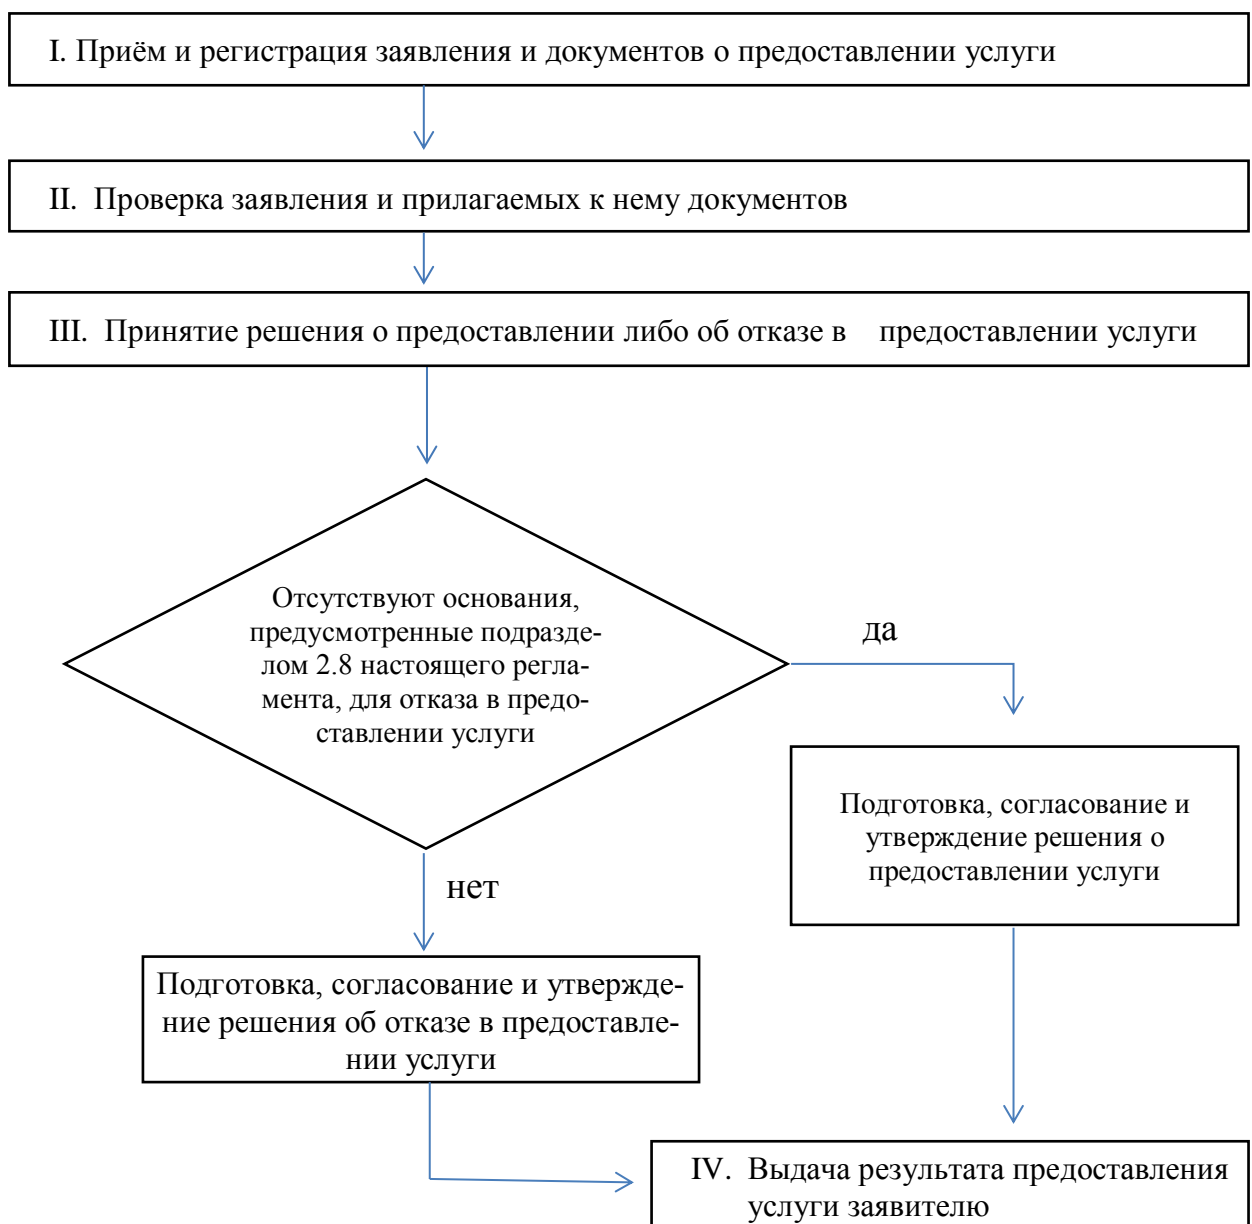 I. Приём и регистрация заявления и документов о предоставлении услуги
II. Проверка заявления и прилагаемых к нему документов
III. Принятие решения о предоставлении либо об отказе в предоставлении услуги
Отсутствуют основания,
предусмотренные подразде-
лом 2.8 настоящего регла-
мента, для отказа в предо-
ставлении услуги
да
Подготовка, согласование и
утверждение решения о
предоставлении услуги
нет
Подготовка, согласование и утвержде-
ние решения об отказе в предоставле-
нии услуги
IV. Выдача результата предоставления
услуги заявителю